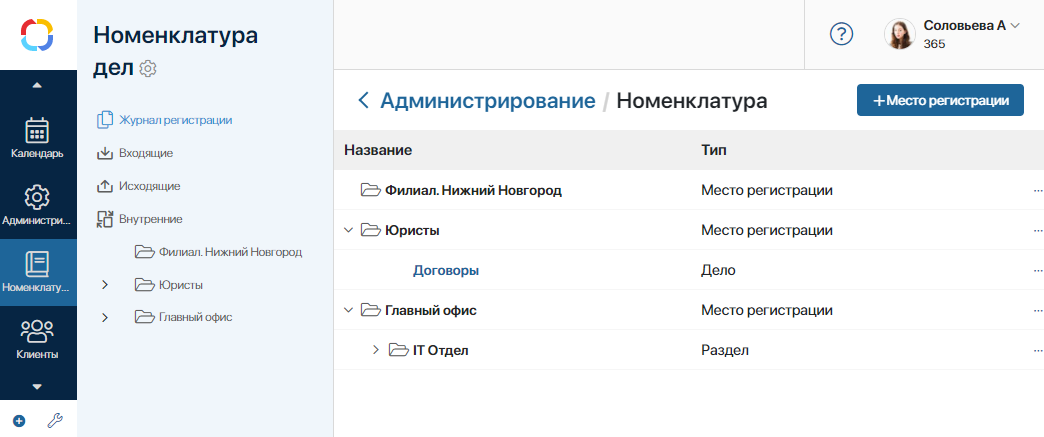 Календарь
Администри...
Номенклату...
Клиенты
Номенклатура
дел
Журнал регистрации
Входящие
Исходящие
Внутренние
Филиал. Нижний Новгород
Юристы
Главный офис
? Соловьева А
365
Администрирование / Номенклатура +Место регистрации
Название Тип
Филиал. Нижний Новгород Место регистрации ...
Юристы Место регистрации ...
Договоры Дело ...
Главный офис Место регистрации ...
IT Отдел Раздел ...